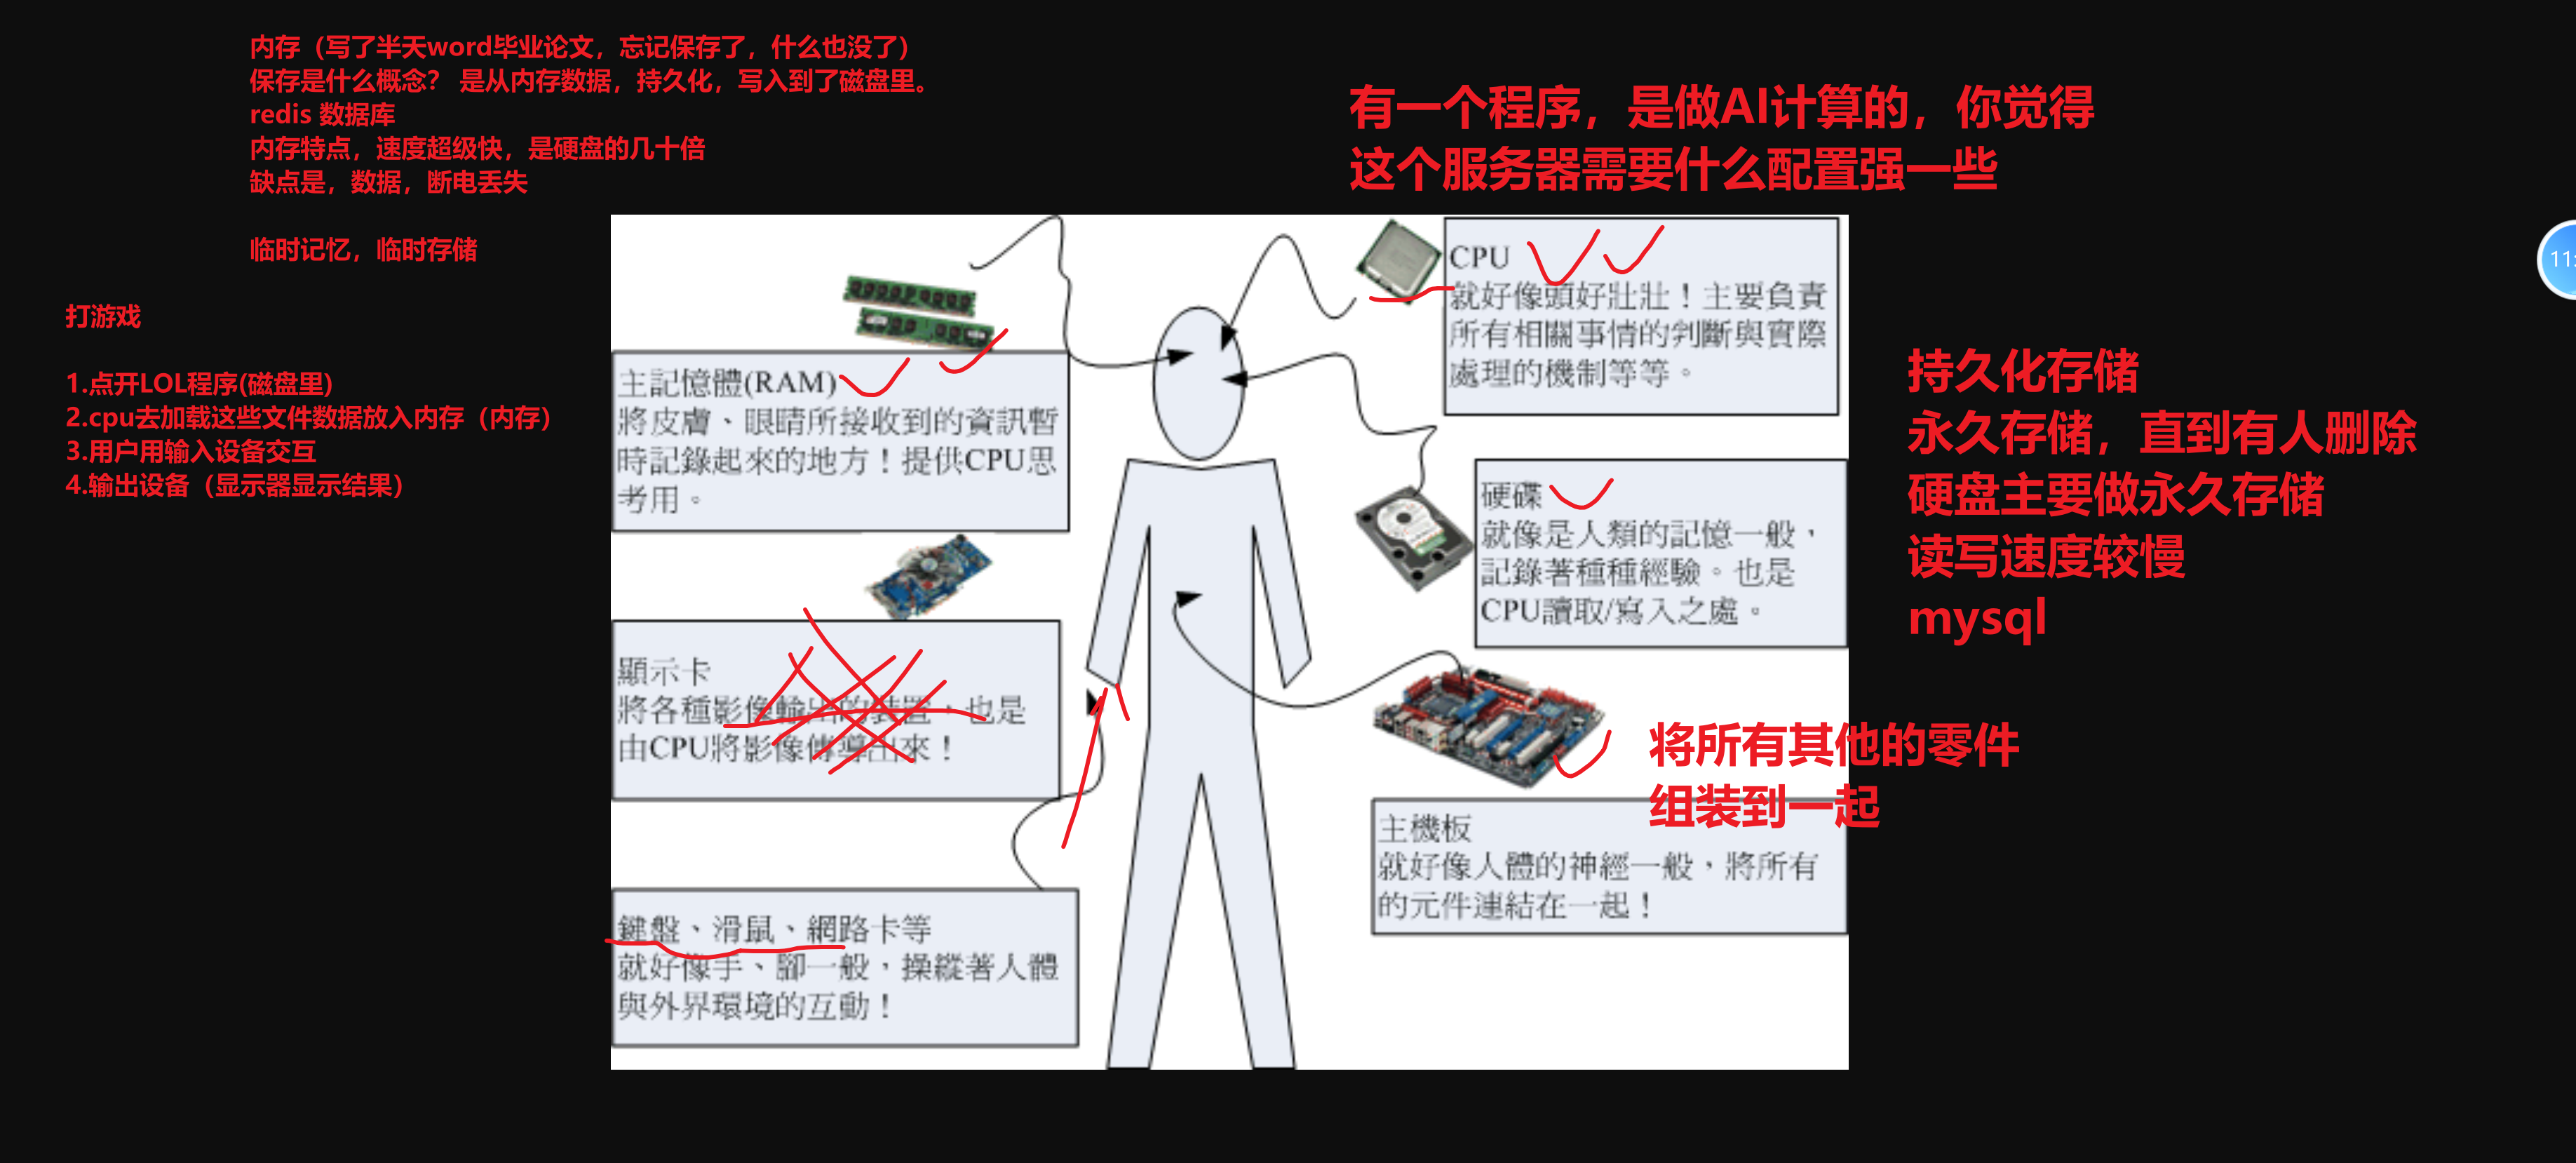 内存（写了半天word毕业论文，忘记保存了，什么也没了）
保存是什么概念？ 是从内存数据，持久化，写入到了磁盘里。
redis 数据库
内存特点，速度超级快，是硬盘的几十倍
缺点是，数据，断电丢失
临时记忆，临时存储
打游戏
1.点开LOL程序(磁盘里)
2.cpu去加载这些文件数据放入内存（内存）
3.用户用输入设备交互
4.输出设备（显示器显示结果）
有一个程序，是做AI计算的，你觉得
这个服务器需要什么配置强一些
主記憶體(RAM)
將皮膚、眼睛所接收到的資訊暫
時記錄起來的地方！提供CPU思
考用。
顯示卡
將各種影像輸出的裝置，也是
由CPU將影像傳導出來！
鍵盤、滑鼠、網路卡等
就好像手、腳一般，操縱著人體
與外界環境的互動！
CPU
就好像頭好壯壯！主要負責
所有相關事情的判斷與實際
處理的機制等等。
硬碟
就像是人類的記憶一般，
記錄著種種經驗。也是
CPU讀取/寫入之處。
主機板
就好像人體的神經一般，將所有
的元件連結在一起！
将所有其他的零件
组装到一起
持久化存储
永久存储，直到有人删除
硬盘主要做永久存储
读写速度较慢
mysql
11: